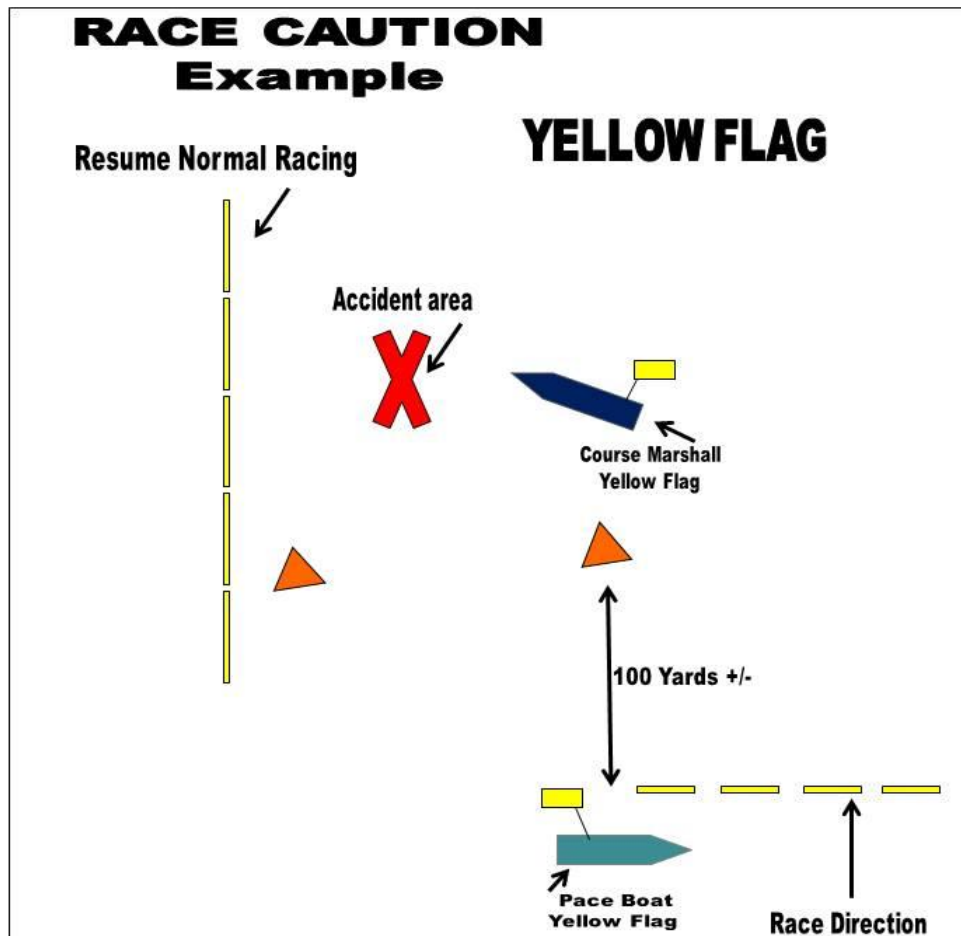 RACE CAUTION
Example
YELLOW FLAG
Resume Normal Racing
Accident area
Course Marshall
Yellow Flag
100 Yards +/-
Pace Boat
Yellow Flag
Race Direction